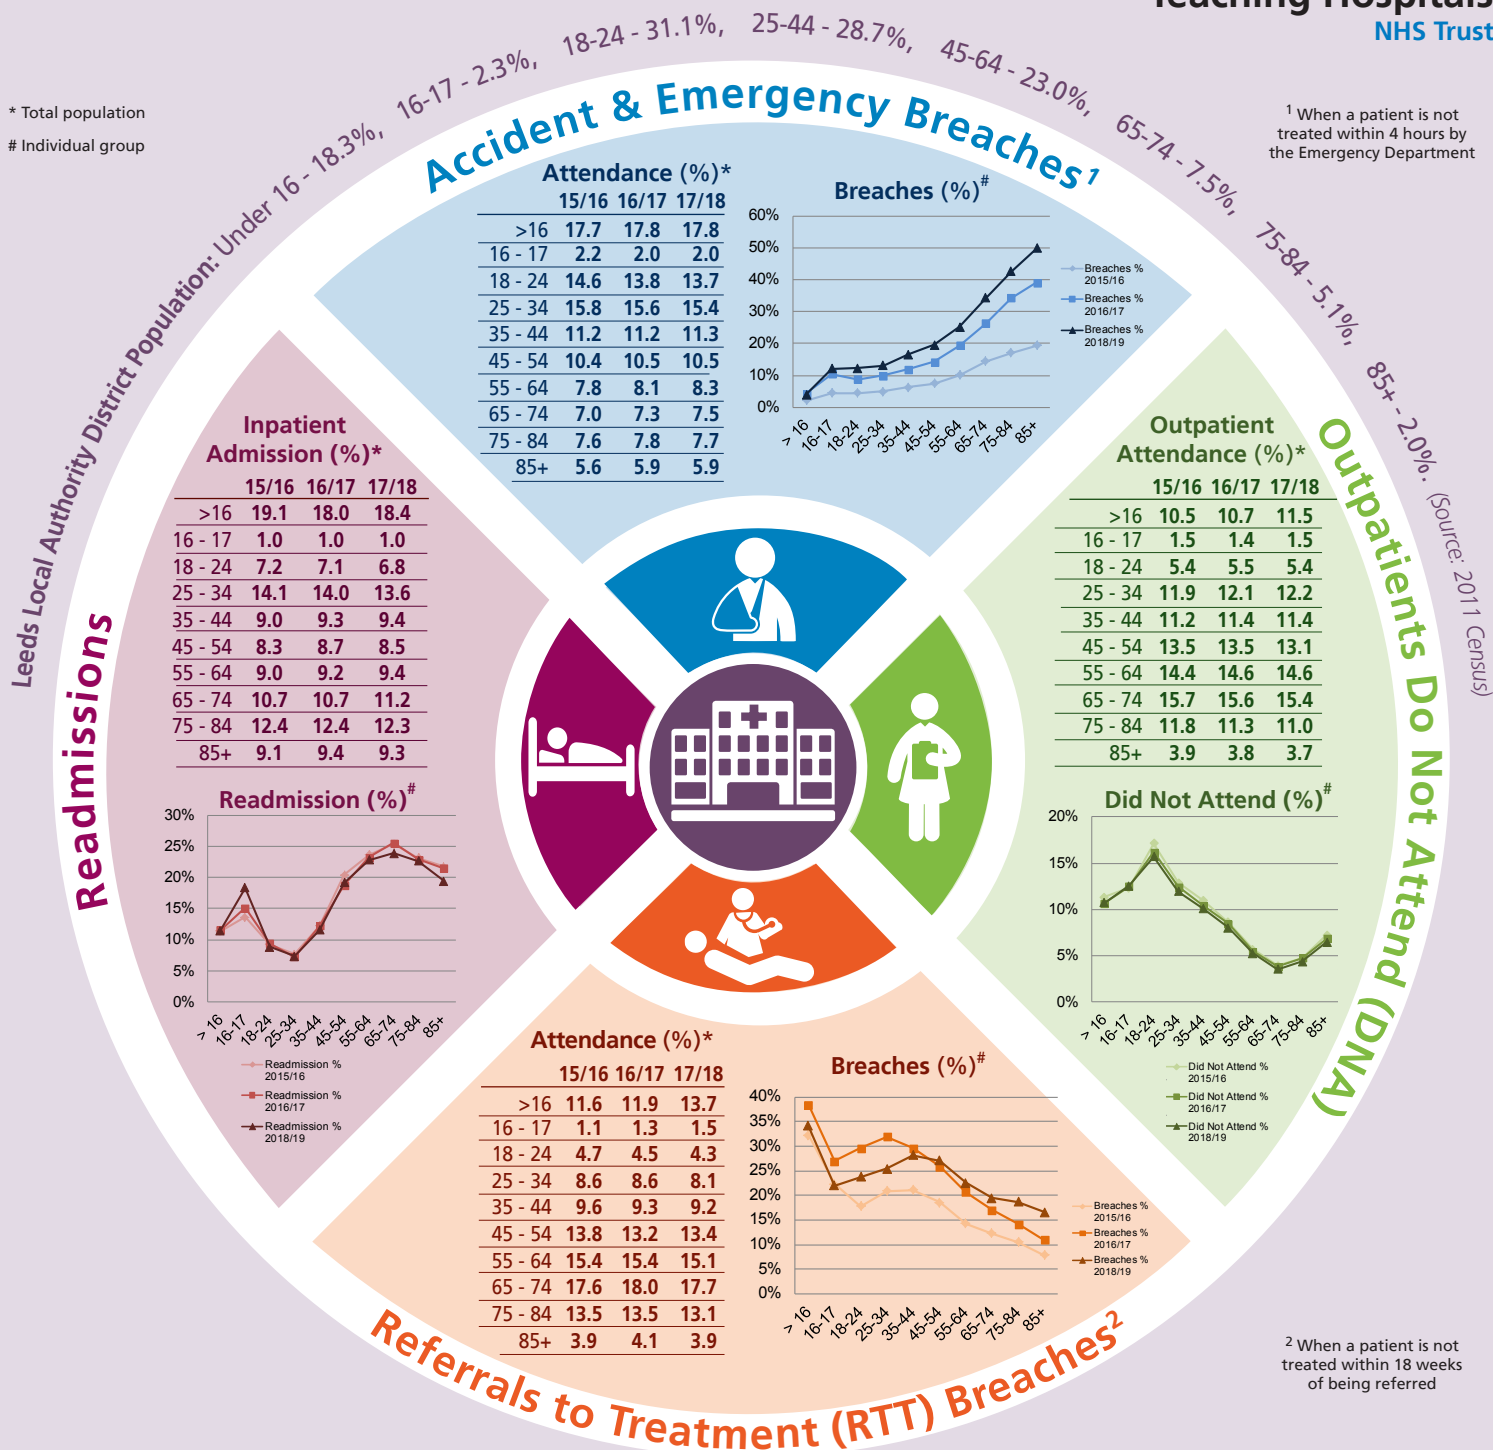 Teaching Hospitals
NHS Trust
* Total population
# Individual group
1 When a patient is not
treated within 4 hours by
the Emergency Department
Leeds Local Authority District Population: Under 16 - 18.3%, 16-17 - 2.3%, 18-24 - 31.1%, 25-44 - 28.7%, 45-64 - 23.0%, 65-74 - 7.5%, 75-84 - 5.1%, 85+ - 2.0%. (Source: 2011 Census)
Accident & Emergency Breaches1
Attendance (%)*
15/16 16/17 17/18
>16 17.7 17.8 17.8
16 - 17 2.2 2.0 2.0
18 - 24 14.6 13.8 13.7
25 - 34 15.8 15.6 15.4
35 - 44 11.2 11.2 11.3
45 - 54 10.4 10.5 10.5
55 - 64 7.8 8.1 8.3
65 - 74 7.0 7.3 7.5
75 - 84 7.6 7.8 7.7
85+ 5.6 5.9 5.9
Breaches (%)#
60%
50%
40%
30%
20%
10%
0%
> 16 16-17 18-24 25-34 35-44 45-54 55-64 65-74 75-84 85+
Breaches %
2015/16
Breaches %
2016/17
Breaches %
2018/19
Readmissions
Inpatient
Admission (%)*
15/16 16/17 17/18
>16 19.1 18.0 18.4
16 - 17 1.0 1.0 1.0
18 - 24 7.2 7.1 6.8
25 - 34 14.1 14.0 13.6
35 - 44 9.0 9.3 9.4
45 - 54 8.3 8.7 8.5
55 - 64 9.0 9.2 9.4
65 - 74 10.7 10.7 11.2
75 - 84 12.4 12.4 12.3
85+ 9.1 9.4 9.3
Readmission (%)#
30%
25%
20%
15%
10%
5%
0%
> 16 16-17 18-24 25-34 35-44 45-54 55-64 65-74 75-84 85+
Readmission %
2015/16
Readmission %
2016/17
Readmission %
2018/19
Outpatients Do Not Attend (DNA)
Outpatient
Attendance (%)*
15/16 16/17 17/18
>16 10.5 10.7 11.5
16 - 17 1.5 1.4 1.5
18 - 24 5.4 5.5 5.4
25 - 34 11.9 12.1 12.2
35 - 44 11.2 11.4 11.4
45 - 54 13.5 13.5 13.1
55 - 64 14.4 14.6 14.6
65 - 74 15.7 15.6 15.4
75 - 84 11.8 11.3 11.0
85+ 3.9 3.8 3.7
Did Not Attend (%)#
20%
15%
10%
5%
0%
> 16 16-17 18-24 25-34 35-44 45-54 55-64 65-74 75-84 85+
Did Not Attend %
2015/16
Did Not Attend %
2016/17
Did Not Attend %
2018/19
Attendance (%)*
15/16 16/17 17/18
>16 11.6 11.9 13.7
16 - 17 1.1 1.3 1.5
18 - 24 4.7 4.5 4.3
25 - 34 8.6 8.6 8.1
35 - 44 9.6 9.3 9.2
45 - 54 13.8 13.2 13.4
55 - 64 15.4 15.4 15.1
65 - 74 17.6 18.0 17.7
75 - 84 13.5 13.5 13.1
85+ 3.9 4.1 3.9
Breaches (%)#
40%
35%
30%
25%
20%
15%
10%
5%
0%
> 16 16-17 18-24 25-34 35-44 45-54 55-64 65-74 75-84 85+
Breaches %
2015/16
Breaches %
2016/17
Breaches %
2018/19
Referrals to Treatment (RTT) Breaches2
2 When a patient is not
treated within 18 weeks
of being referred